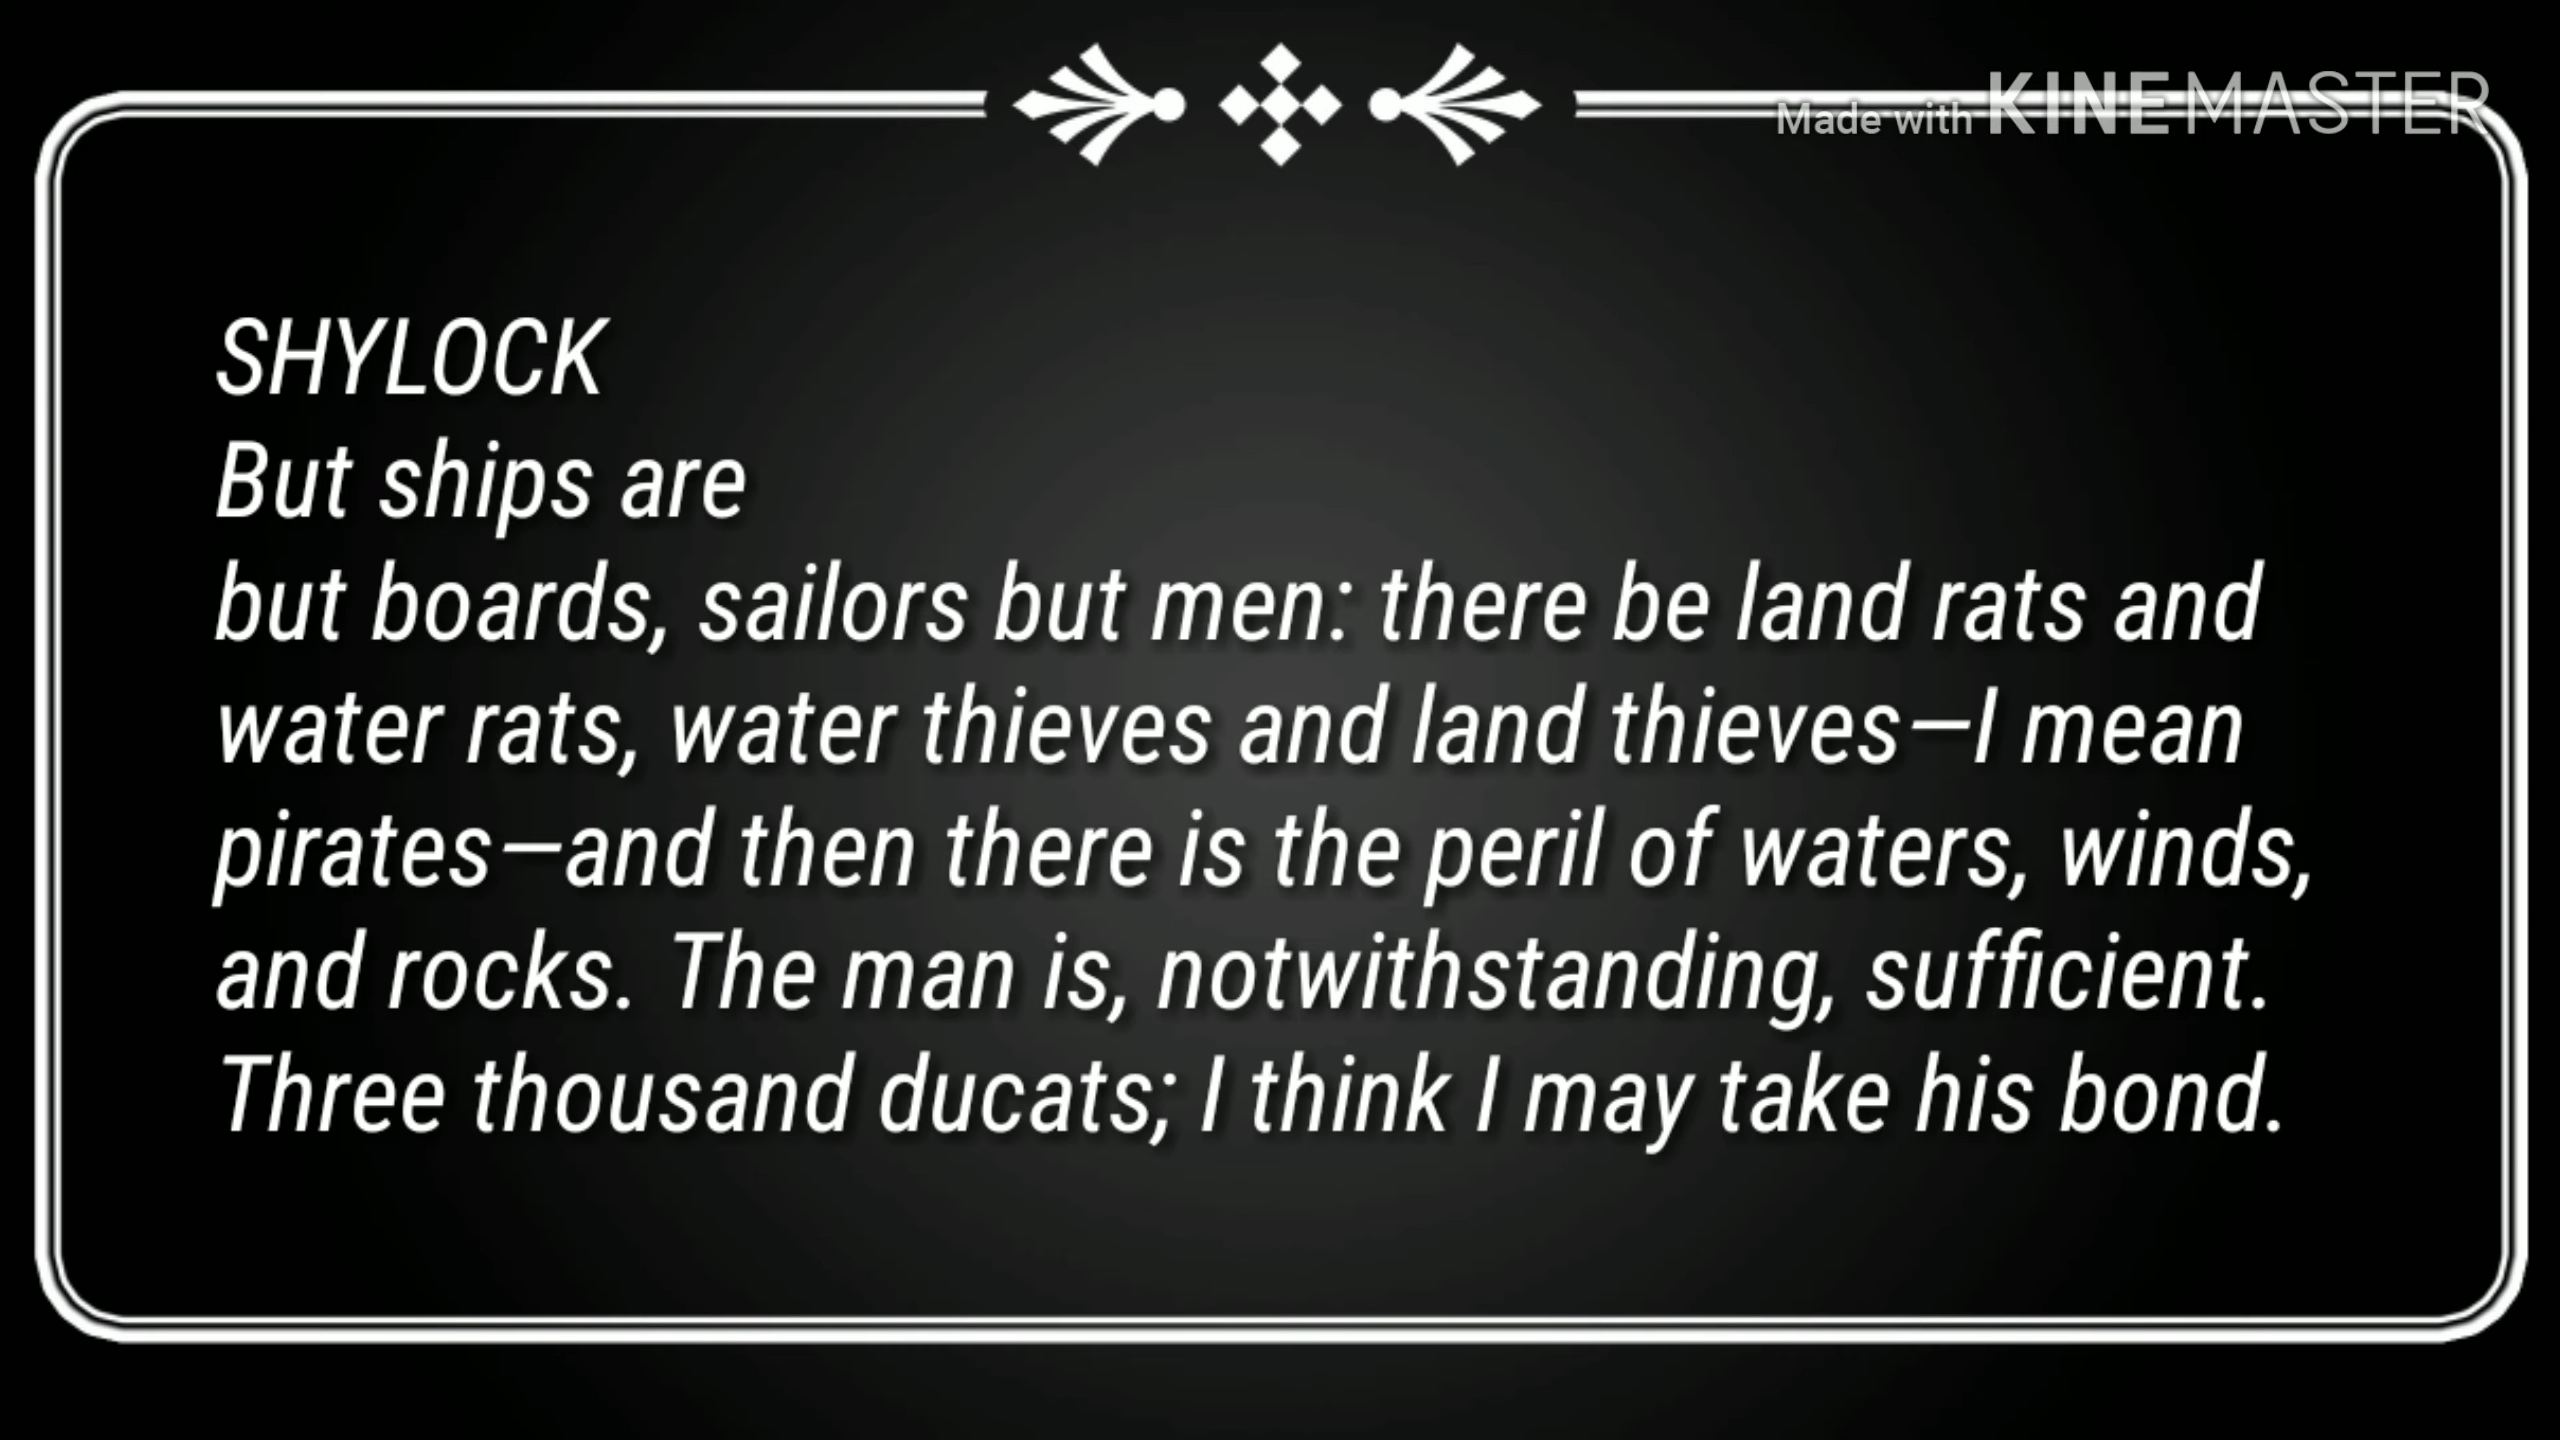 Made with KINEMASTER
SHYLOCK
But ships are
but boards, sailors but men: there be land rats and
water rats, water thieves and land thieves—I mean
pirates—and then there is the peril of waters, winds,
and rocks. The man is, notwithstanding, sufficient.
Three thousand ducats; I think I may take his bond.